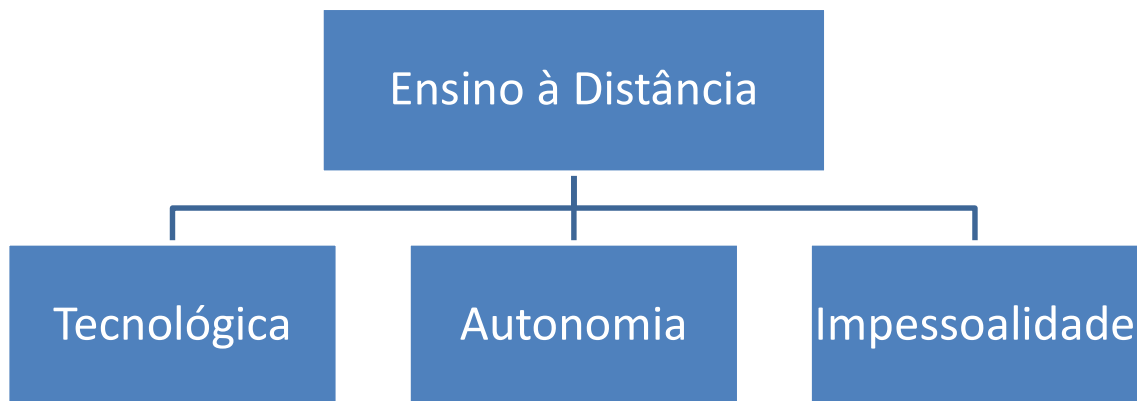 Ensino à Distância
Tecnológica
Autonomia
Impessoalidade